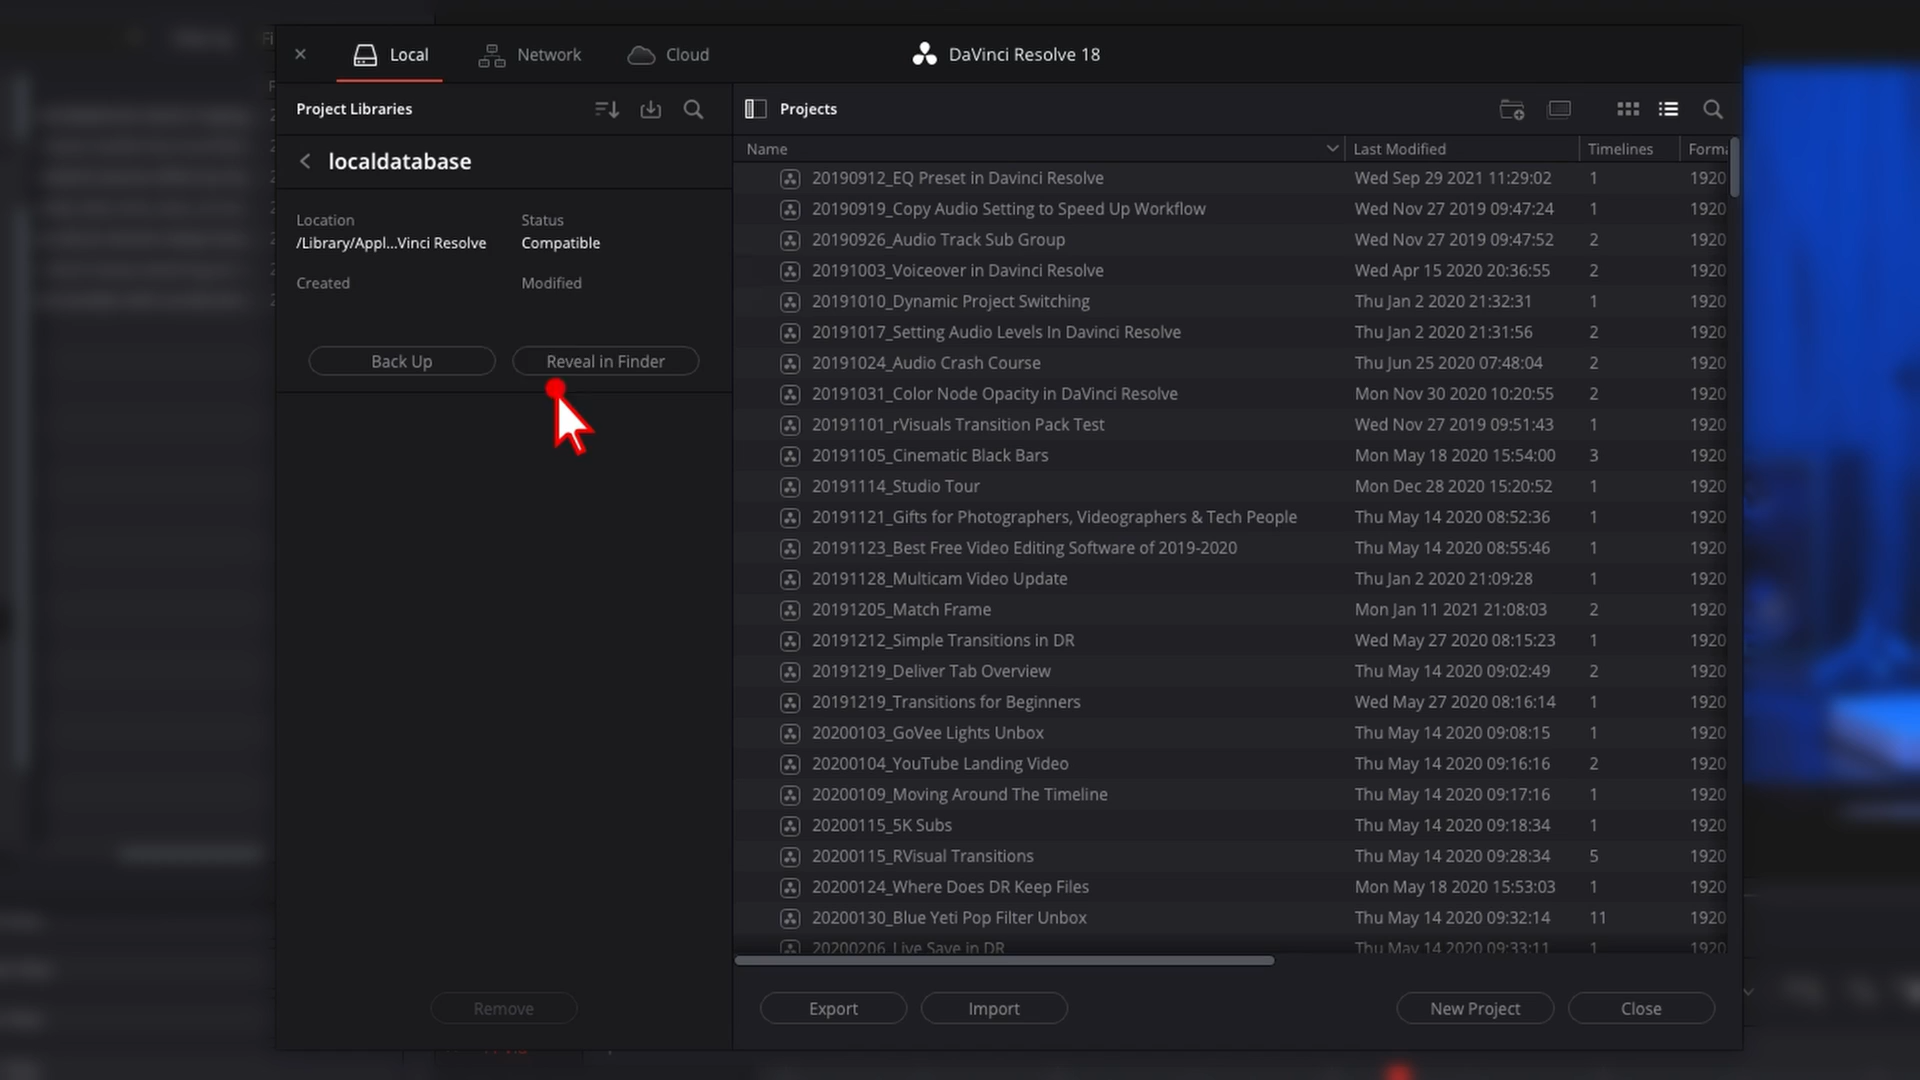 Local
Network
Cloud
DaVinci Resolve 18
Project Libraries
Projects
localdatabase
Location
Status
/Library/Appl...Vinci Resolve
Compatible
Created
Modified
Back Up
Reveal in Finder
Remove
Name Last Modified Timelines Forma
20190912_EQ Preset in Davinci Resolve Wed Sep 29 2021 11:29:02 1 1920
20190919_Copy Audio Setting to Speed Up Workflow Wed Nov 27 2019 09:47:24 1 1920
20190926_Audio Track Sub Group Wed Nov 27 2019 09:47:52 2 1920
20191003_Voiceover in Davinci Resolve Wed Apr 15 2020 20:36:55 2 1920
20191010_Dynamic Project Switching Thu Jan 2 2020 21:32:31 1 1920
20191017_Setting Audio Levels In Davinci Resolve Thu Jan 2 2020 21:31:56 2 1920
20191024_Audio Crash Course Thu Jun 25 2020 07:48:04 2 1920
20191031_Color Node Opacity in DaVinci Resolve Mon Nov 30 2020 10:20:55 2 1920
20191101_rVisuals Transition Pack Test Wed Nov 27 2019 09:51:43 1 1920
20191105_Cinematic Black Bars Mon May 18 2020 15:54:00 3 1920
20191114_Studio Tour Mon Dec 28 2020 15:20:52 1 1920
20191121_Gifts for Photographers, Videographers & Tech People Thu May 14 2020 08:52:36 1 1920
20191123_Best Free Video Editing Software of 2019-2020 Thu May 14 2020 08:55:46 1 1920
20191128_Multicam Video Update Thu Jan 2 2020 21:09:28 1 1920
20191205_Match Frame Mon Jan 11 2021 21:08:03 2 1920
20191212_Simple Transitions in DR Wed May 27 2020 08:15:23 1 1920
20191219_Deliver Tab Overview Thu May 14 2020 09:02:49 2 1920
20191219_Transitions for Beginners Wed May 27 2020 08:16:14 1 1920
20200103_GoVee Lights Unbox Thu May 14 2020 09:08:15 1 1920
20200104_YouTube Landing Video Thu May 14 2020 09:16:16 2 1920
20200109_Moving Around The Timeline Thu May 14 2020 09:17:16 1 1920
20200115_5K Subs Thu May 14 2020 09:18:34 1 1920
20200115_RVisual Transitions Thu May 14 2020 09:28:34 5 1920
20200124_Where Does DR Keep Files Mon May 18 2020 15:53:03 1 1920
20200130_Blue Yeti Pop Filter Unbox Thu May 14 2020 09:32:14 11 1920
20200206_Live Save in DR Thu May 14 2020 09:33:11 1 1920
Export
Import
New Project
Close